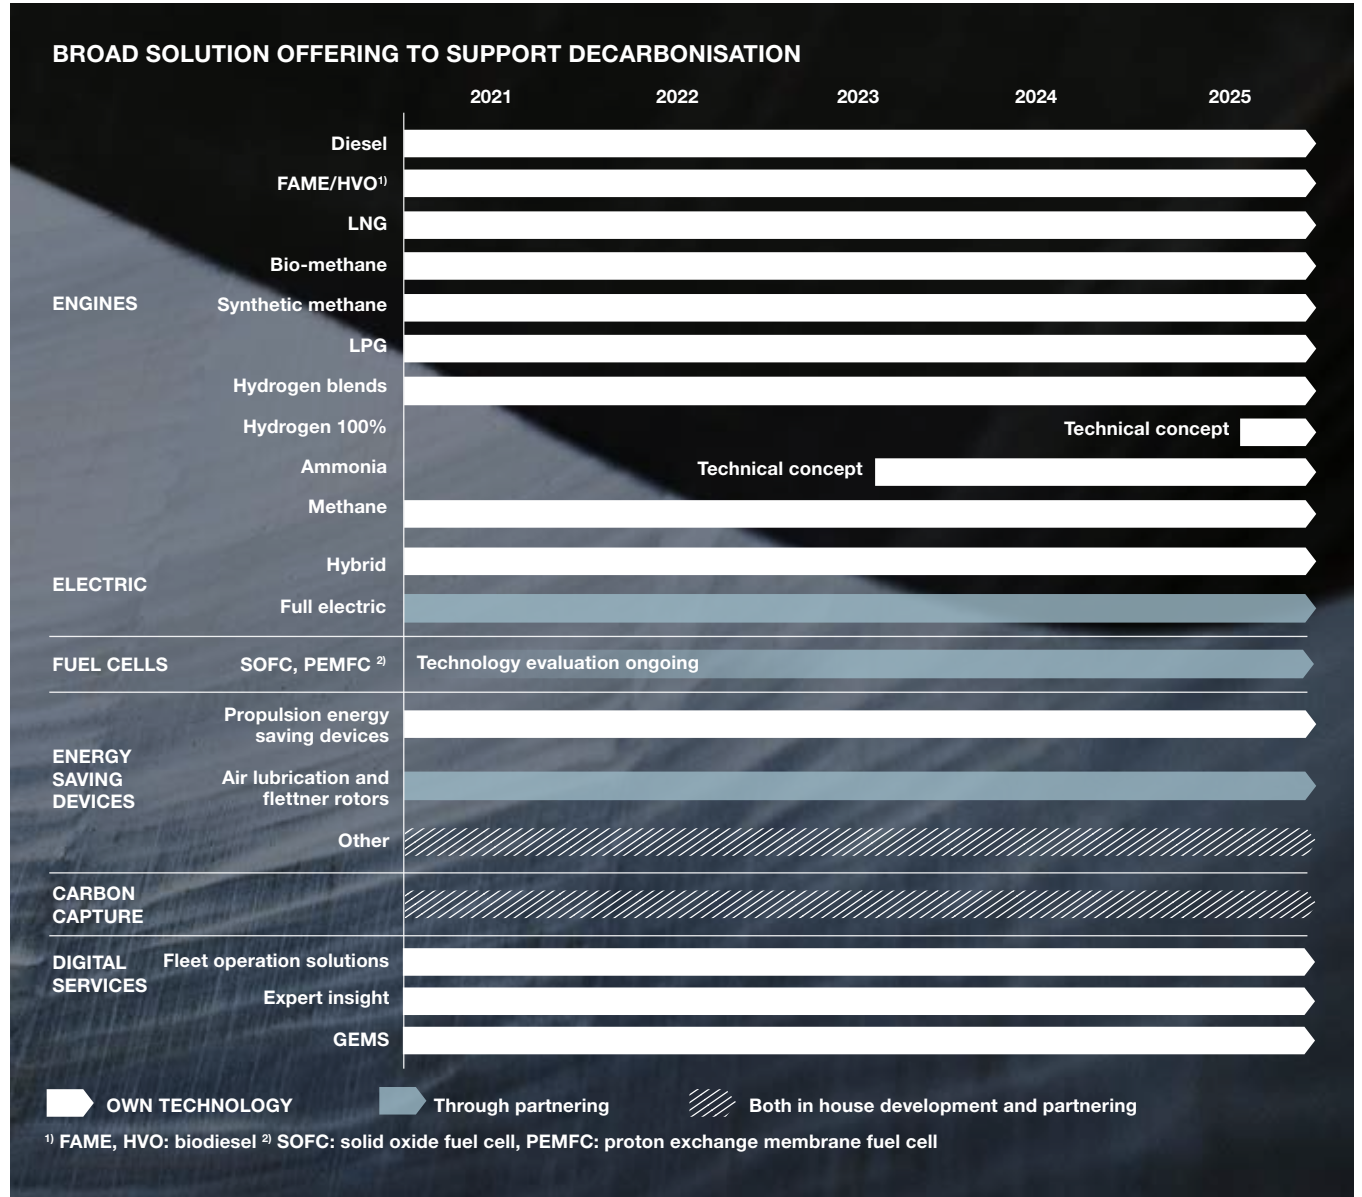 BROAD SOLUTION OFFERING TO SUPPORT DECARBONISATION
2021 2022 2023 2024 2025
Diesel
FAME/HVO1)
LNG
Bio-methane
ENGINES Synthetic methane
LPG
Hydrogen blends
Hydrogen 100% Technical concept
Ammonia Technical concept
Methane
Hybrid
ELECTRIC
Full electric
FUEL CELLS SOFC, PEMFC 2) Technology evaluation ongoing
Propulsion energy
saving devices
ENERGY
SAVING
DEVICES
Air lubrication and
flettner rotors
Other
CARBON
CAPTURE
DIGITAL
SERVICES
Fleet operation solutions
Expert insight
GEMS
OWN TECHNOLOGY Through partnering Both in house development and partnering
1) FAME, HVO: biodiesel 2) SOFC: solid oxide fuel cell, PEMFC: proton exchange membrane fuel cell